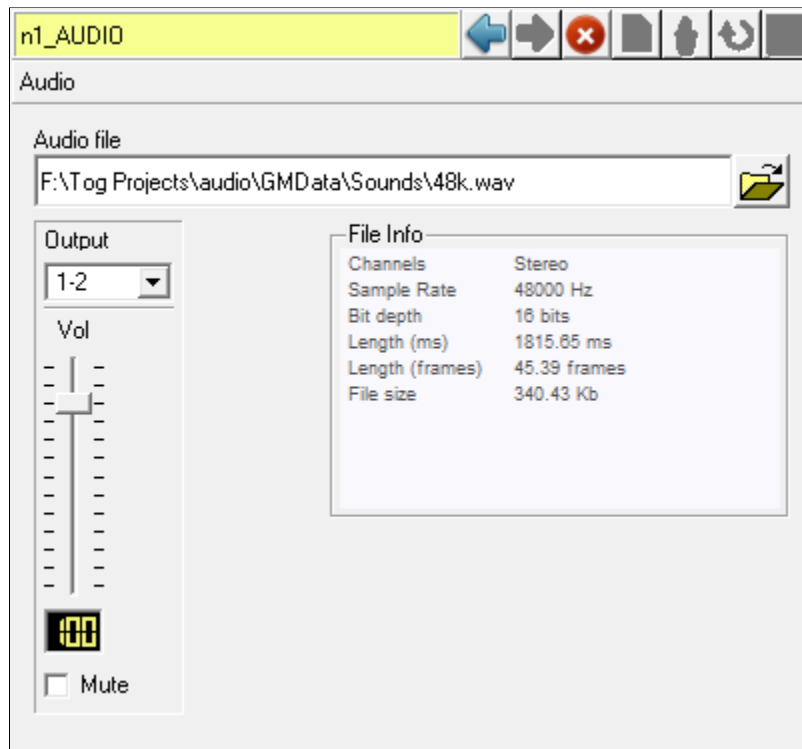 n1_AUDIO
Audio
Audio file
F:\Tog Projects\audio\GMData\Sounds\48k.wav
Output
1-2
Vol
100
Mute
File Info
Channels Stereo
Sample Rate 48000 Hz
Bit depth 16 bits
Length (ms) 1815.65 ms
Length (frames) 45.39 frames
File size 340.43 Kb